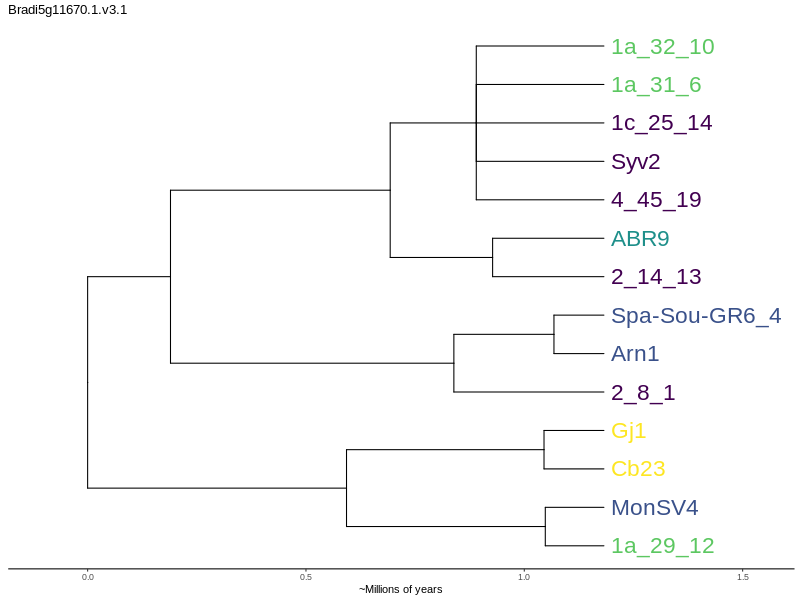 Bradi5g11670.1.v3.1
1a_32_10
1a_31_6
1c_25_14
Syv2
4_45_19
ABR9
2_14_13
Spa-Sou-GR6_4
Arn1
2_8_1
Gj1
Cb23
MonSV4
1a_29_12
0.0 0.5 1.0 1.5
~Millions of years